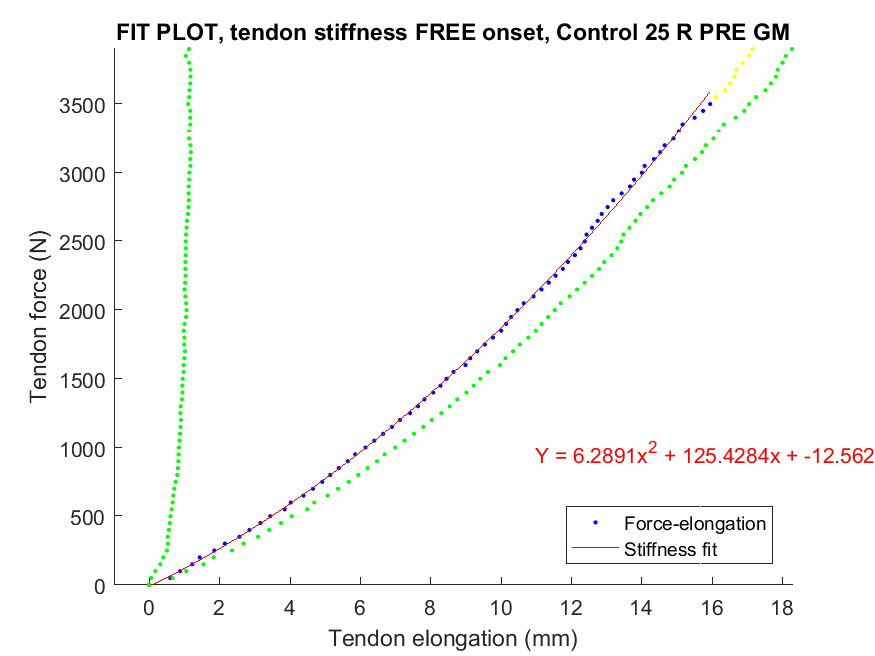 FIT PLOT, tendon stiffness FREE onset, Control 25 R PRE GM
3500
3000
2500
2000
1500
1000
500
0
Tendon force (N)
Y = 6.2891x² + 125.4284x + -12.562
Force-elongation
Stiffness fit
0 2 4 6 8 10 12 14 16 18
Tendon elongation (mm)